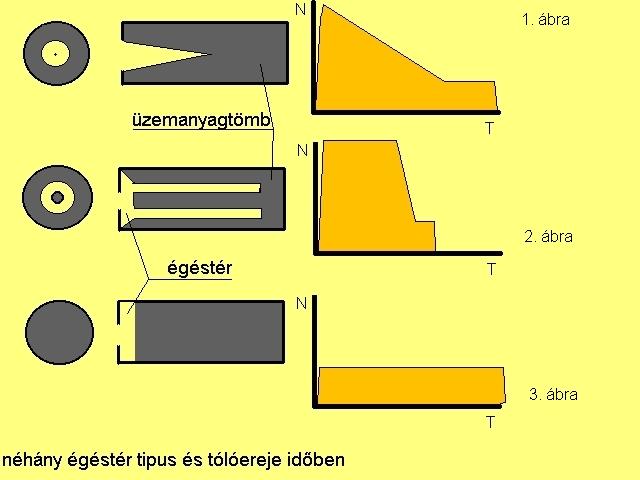 N
1. ábra
üzemanyagtömb
T
N
2. ábra
égéstér
T
N
3. ábra
T
néhány égéstér tipus és tólóereje időben